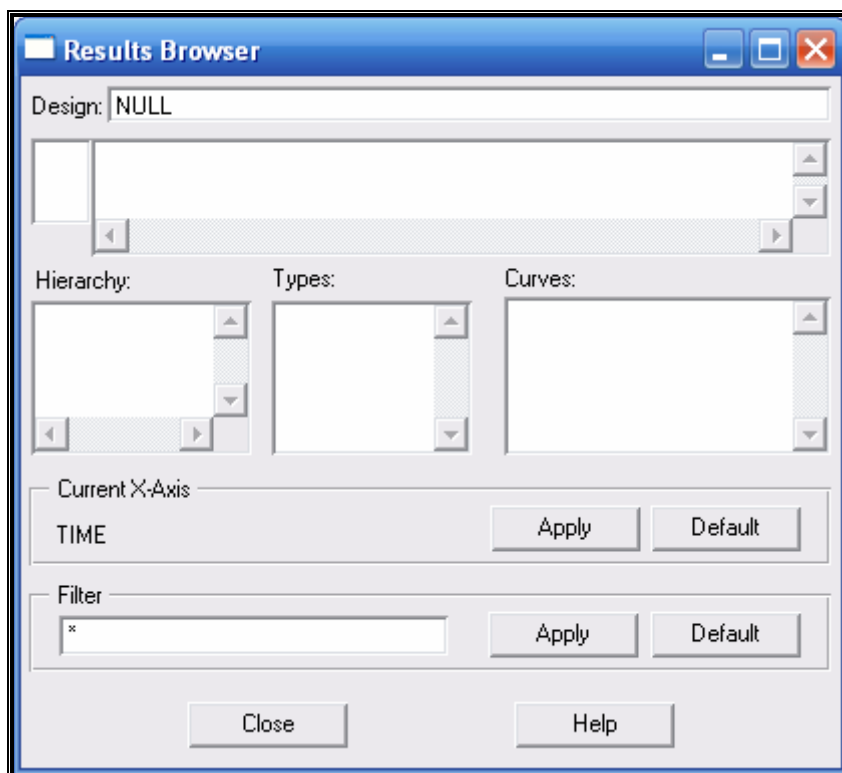 Results Browser
Design: NULL
Hierarchy: Types: Curves:
Current X-Axis
TIME Apply Default
Filter
* Apply Default
Close Help